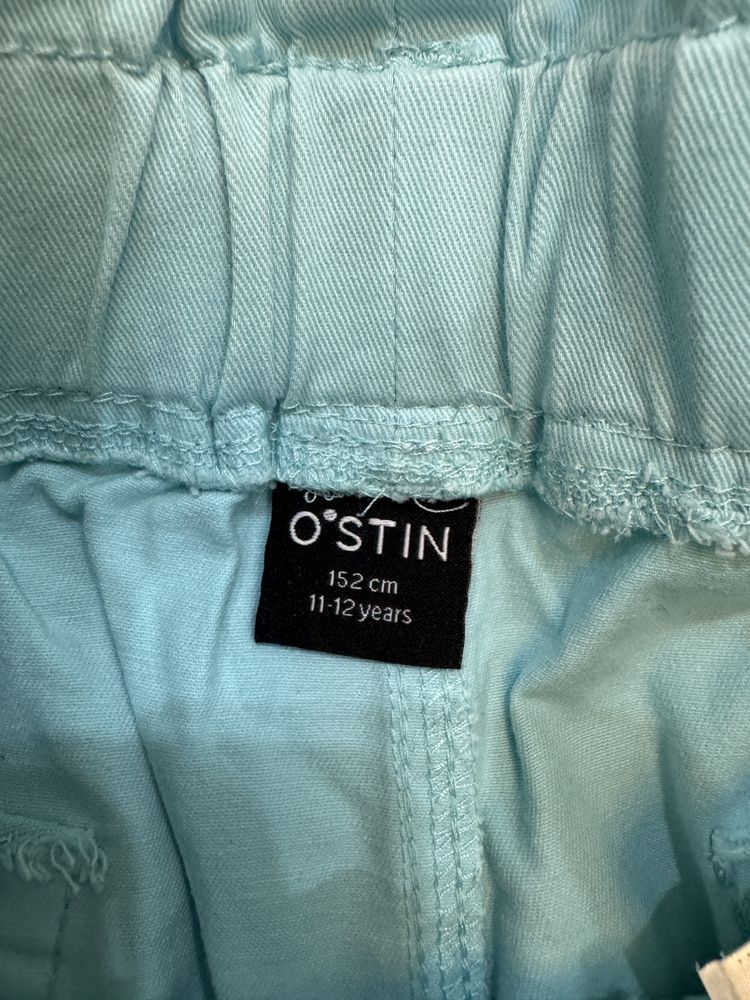 O'STIN
152 cm
11-12 years